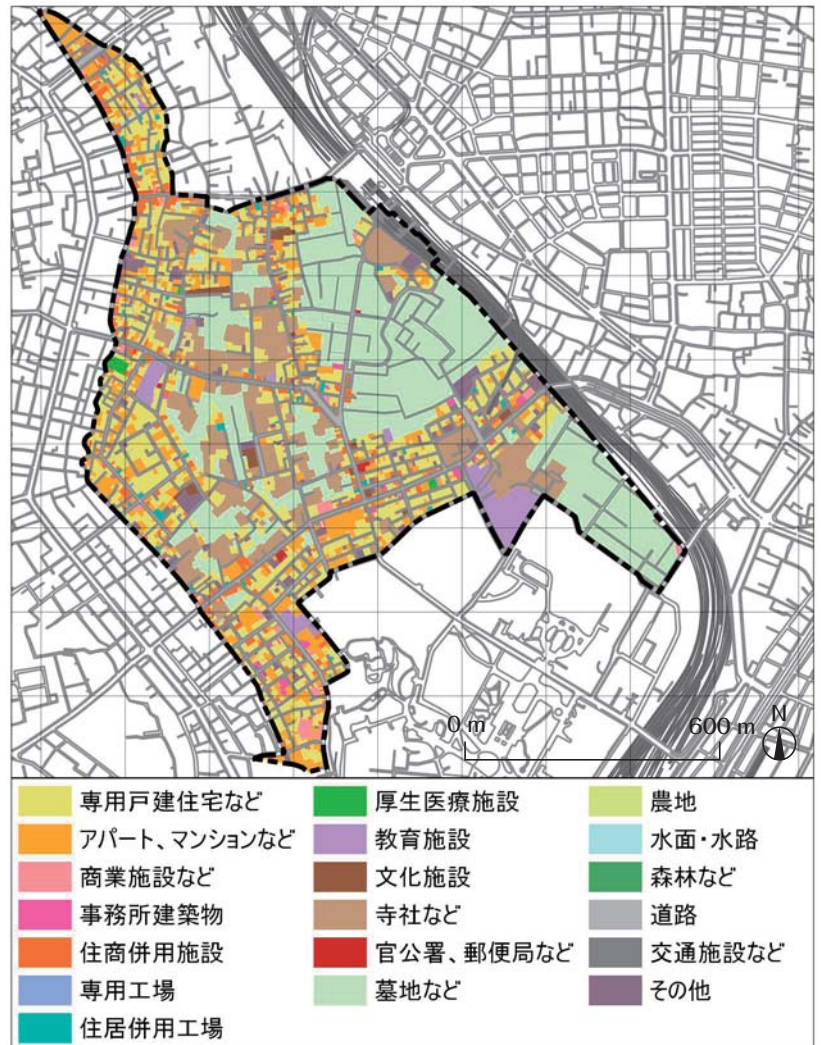 0 m
600 m
N
専用戸建住宅など
アパート、マンションなど
商業施設など
事務所建築物
住商併用施設
専用工場
住居併用工場
厚生医療施設
教育施設
文化施設
寺社など
官公署、郵便局など
墓地など
農地
水面・水路
森林など
道路
交通施設など
その他